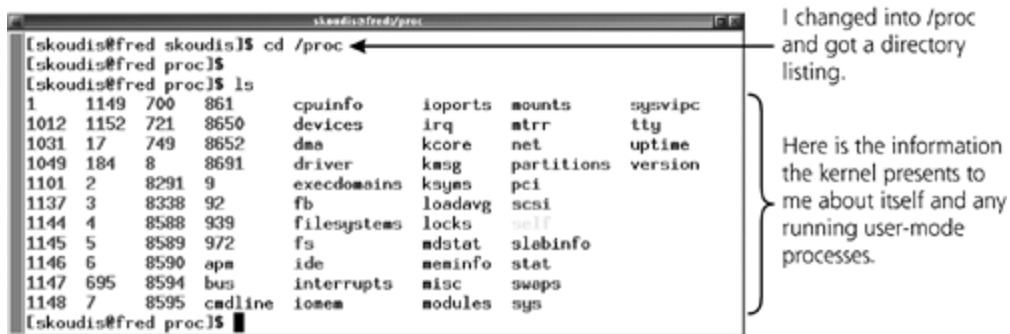 skoudis@fred:/proc
[skoudis@fred skoudis]$ cd /proc
[skoudis@fred proc]$
[skoudis@fred proc]$ ls
1 1149 700 861 cpuinfo ioports mounts sysvipc
1012 1152 721 8650 devices irq mtrr tty
1031 17 749 8652 dma kcore net uptime
1049 184 8 8691 driver kmsg partitions version
1101 2 8291 9 execdomains ksyms pci
1137 3 8338 92 fb loadavg scsi
1144 4 8588 939 filesystems locks self
1145 5 8589 972 fs mdstat slabinfo
1146 6 8590 apm ide meminfo stat
1147 695 8594 bus interrupts misc swaps
1148 7 8595 cmdline iomem modules sys
[skoudis@fred proc]$
I changed into /proc
and got a directory
listing.
Here is the information
the kernel presents to
me about itself and any
running user-mode
processes.